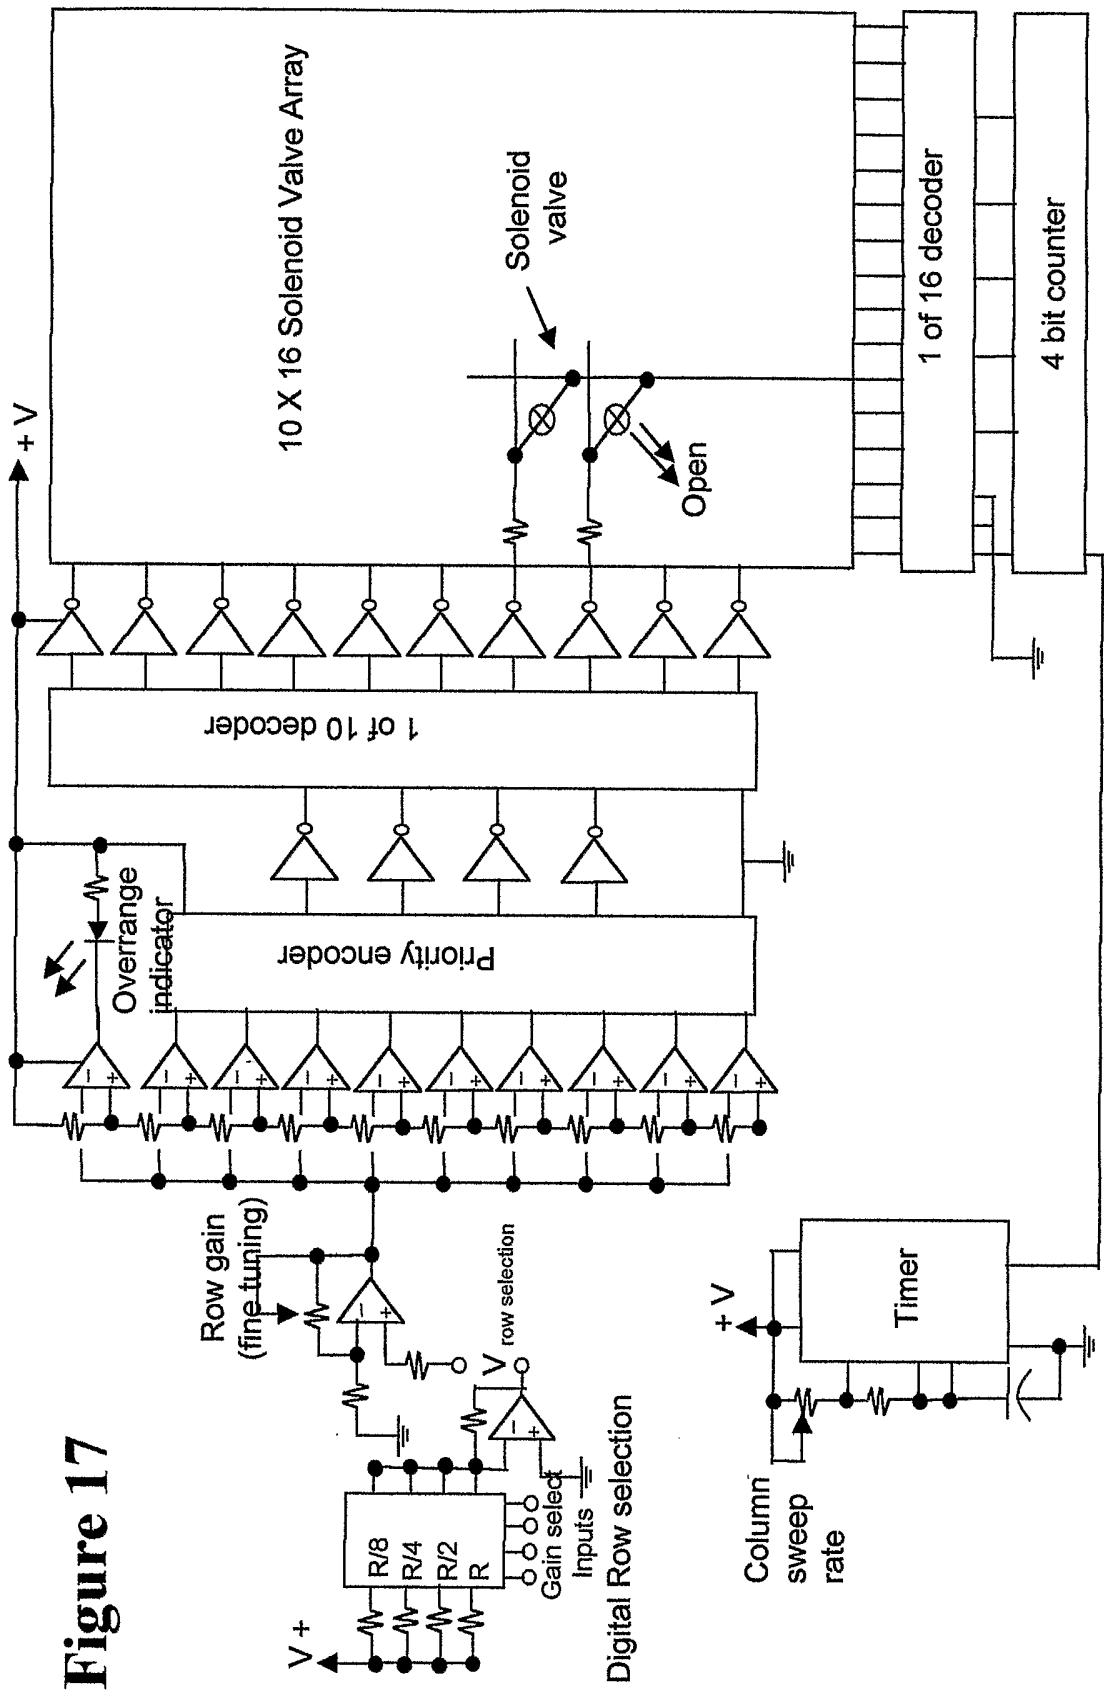 Figure 17
+ V
10 X 16 Solenoid Valve Array
Solenoid
valve
Open
1 of 16 decoder
4 bit counter
1 of 10 decoder
Overrange
indicator
Priority encoder
− + − + − + − + − + − + − + − + − + − +
Row gain
(fine tuning)
− +
V row selection
− +
V +
R/8
R/4
R/2
R
Gain select
Inputs
Digital Row selection
+ V
Timer
Column
sweep
rate